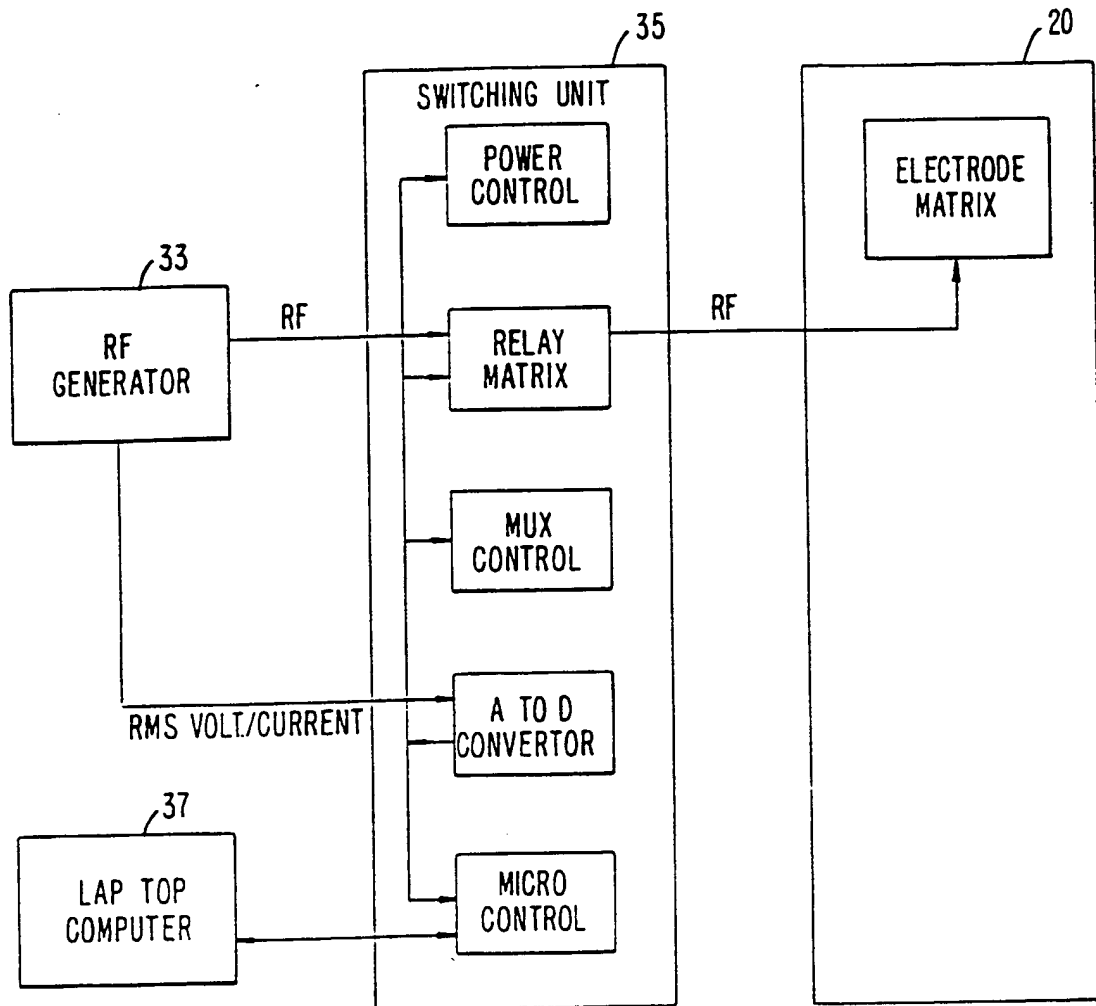 35
20
SWITCHING UNIT
POWER
CONTROL
ELECTRODE
MATRIX
33
RF
GENERATOR
RF
RELAY
MATRIX
RF
MUX
CONTROL
RMS VOLT./CURRENT
A TO D
CONVERTOR
37
LAP TOP
COMPUTER
MICRO
CONTROL